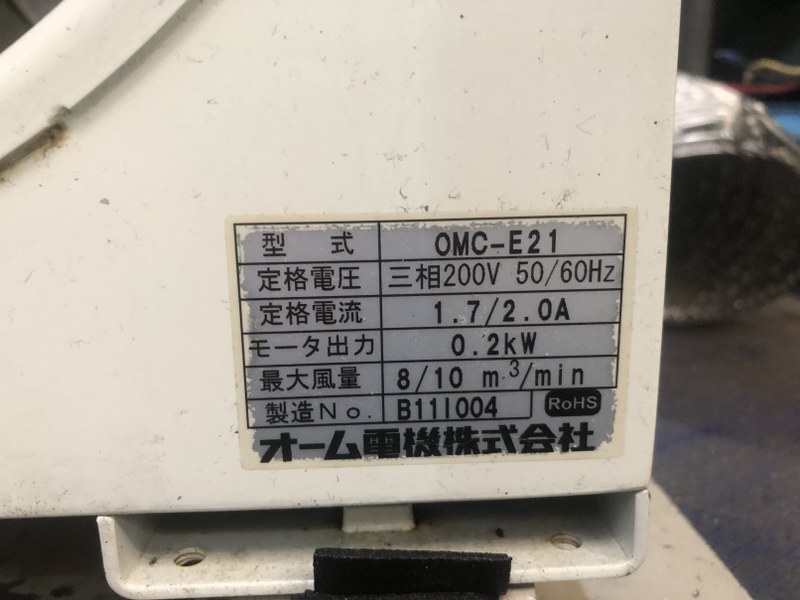 型 式 OMC-E21
定格電圧 三相200V 50/60Hz
定格電流 1.7/2.0A
モータ出力 0.2kW
最大風量 8/10 m³/min
製造No. B11I004 RoHS
オーム電機株式会社